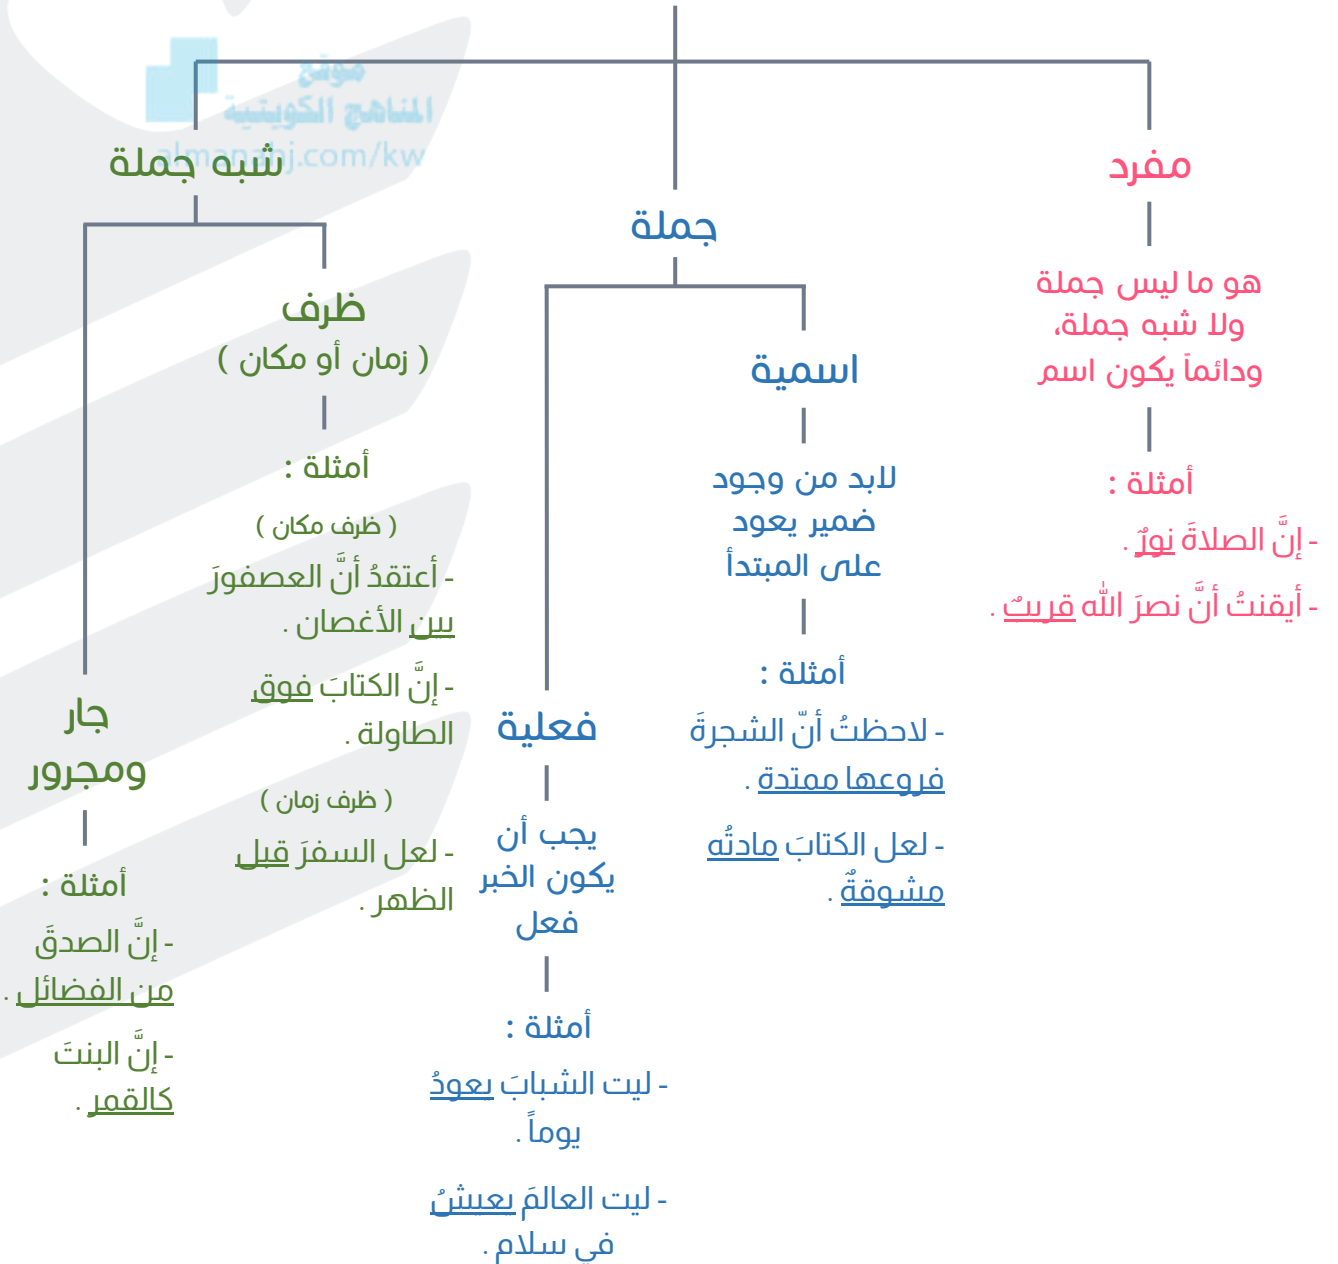 موقع
المناهج الكويتية
almanahj.com/kw
مفرد
هو ما ليس جملة
ولا شبه جملة،
ودائماً يكون اسم
أمثلة :
- إنَّ الصلاةَ نورٌ .
- أيقنتُ أنَّ نصرَ الله قريبٌ .
جملة
اسمية
لابد من وجود
ضمير يعود
على المبتدأ
أمثلة :
- لاحظتُ أنّ الشجرةَ
فروعها ممتدة .
- لعل الكتابَ مادتُه
مشوقةٌ .
فعلية
يجب أن
يكون الخبر
فعل
أمثلة :
- ليت الشبابَ يعودُ
يوماً .
- ليت العالمَ يعيشُ
في سلام .
شبه جملة
ظرف
( زمان أو مكان )
أمثلة :
( ظرف مكان )
- أعتقدُ أنَّ العصفورَ
بين الأغصان .
- إنَّ الكتابَ فوق
الطاولة .
( ظرف زمان )
- لعل السفرَ قبل
الظهر .
جار
ومجرور
أمثلة :
- إنَّ الصدقَ
من الفضائل .
- إنَّ البنتَ
كالقمر .